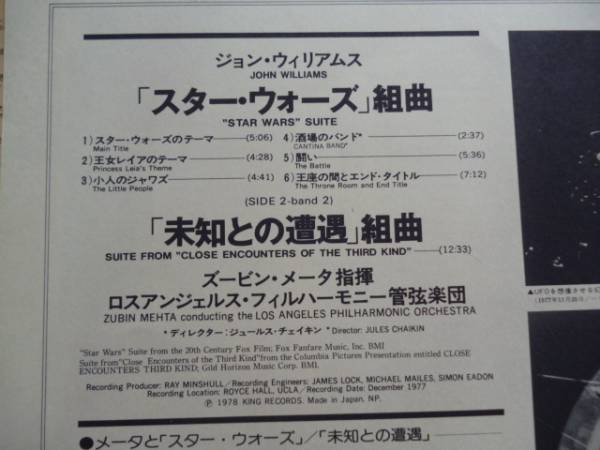 ジョン・ウィリアムス
JOHN WILLIAMS
「スター・ウォーズ」組曲
"STAR WARS" SUITE
1)スター・ウォーズのテーマ——(5:06)
Main Title
2)王女レイアのテーマ——(4:28)
Princess Leia's Theme
3)小人のジャワズ——(4:41)
The Little People
4)酒場のバンド*——(2:37)
CANTINA BAND*
5)闘い——(5:36)
The Battle
6)王座の間とエンド・タイトル——(7:12)
The Throne Room and End Title
(SIDE 2-band 2)
「未知との遭遇」組曲
SUITE FROM "CLOSE ENCOUNTERS OF THE THIRD KIND"——(12:33)
ズービン・メータ指揮
ロスアンジェルス・フィルハーモニー管弦楽団
ZUBIN MEHTA conducting the LOS ANGELES PHILHARMONIC ORCHESTRA
*ディレクター:ジュールス・チェイキン *Director: JULES CHAIKIN
"Star Wars" Suite from the 20th Century Fox Film; Fox Fanfare Music, Inc. BMI
Suite from"Close Encounters of the Third Kind"from the Columbia Pictures Presentation entitled CLOSE
ENCOUNTERS THIRD KIND; Gold Horizon Music Corp. BMI.
Recording Producer: RAY MINSHULL/Recording Engineers: JAMES LOCK, MICHAEL MAILES, SIMON EADON
Recording Location: ROYCE HALL, UCLA/Recording Date: December 1977
Ⓟ 1978 KING RECORDS. Made in Japan, NP.
●メータと「スター・ウォーズ」/「未知との遭遇」——
▲UFOを想像させる